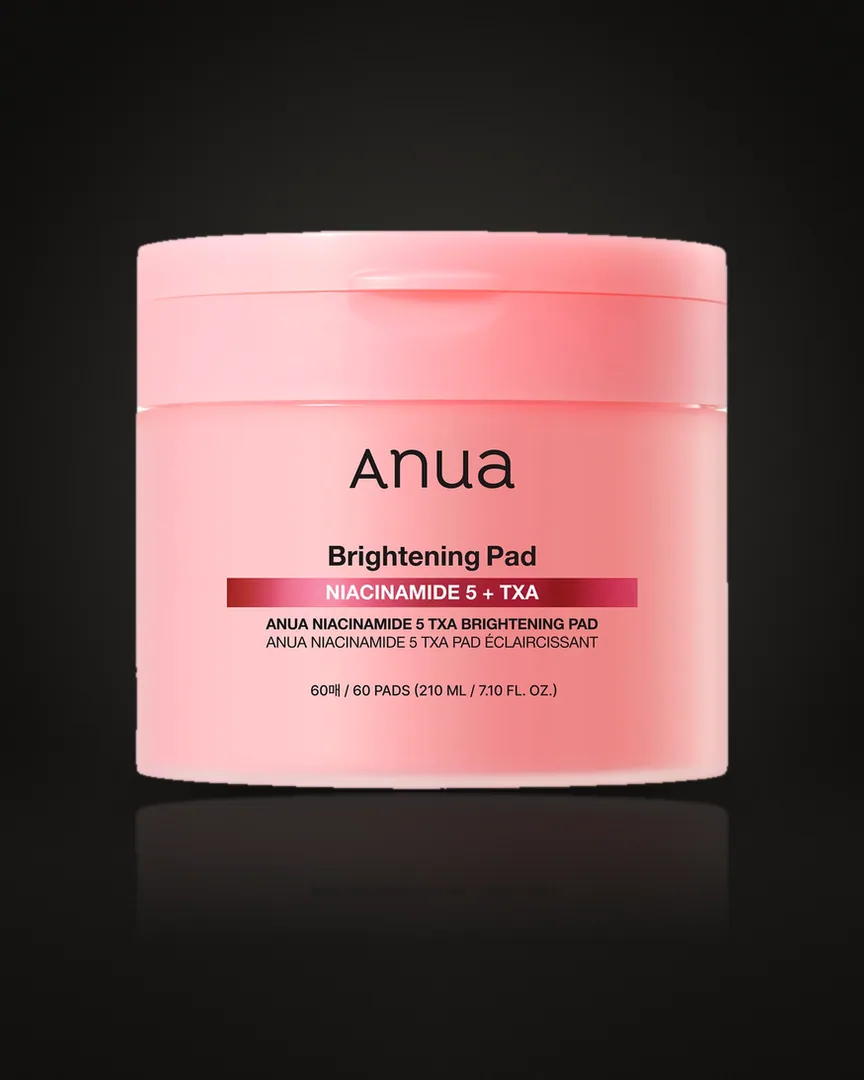 Anua
Brightening Pad
NIACINAMIDE 5 + TXA
ANUA NIACINAMIDE 5 TXA BRIGHTENING PAD
ANUA NIACINAMIDE 5 TXA PAD ÉCLAIRCISSANT
60매 / 60 PADS (210 ML / 7.10 FL. OZ.)